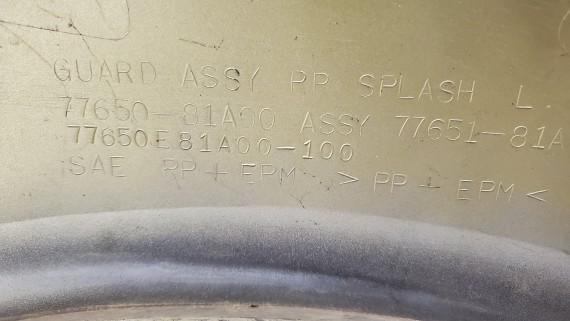 GUARD ASSY RR SPLASH L.
77650-81A00 ASSY 77651-81A
77650E81A00-100
SAE PP+EPM >PP+EPM<